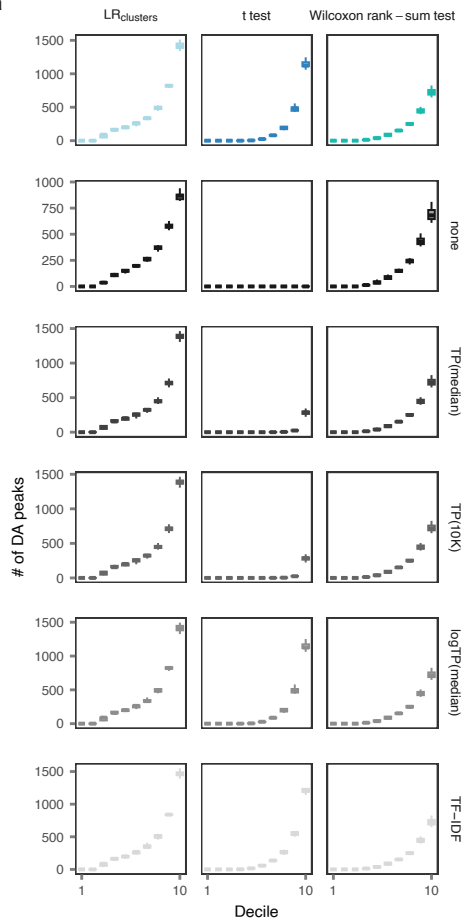 LRclusters t test Wilcoxon rank−sum test
1500
1000
500
0
1000
750
500
250
0
none
1500
1000
500
0
TP(median)
1500
1000
500
0
TP(10K)
1500
1000
500
0
logTP(median)
1500
1000
500
0
TF−IDF
# of DA peaks
1 10 1 10 1 10
Decile